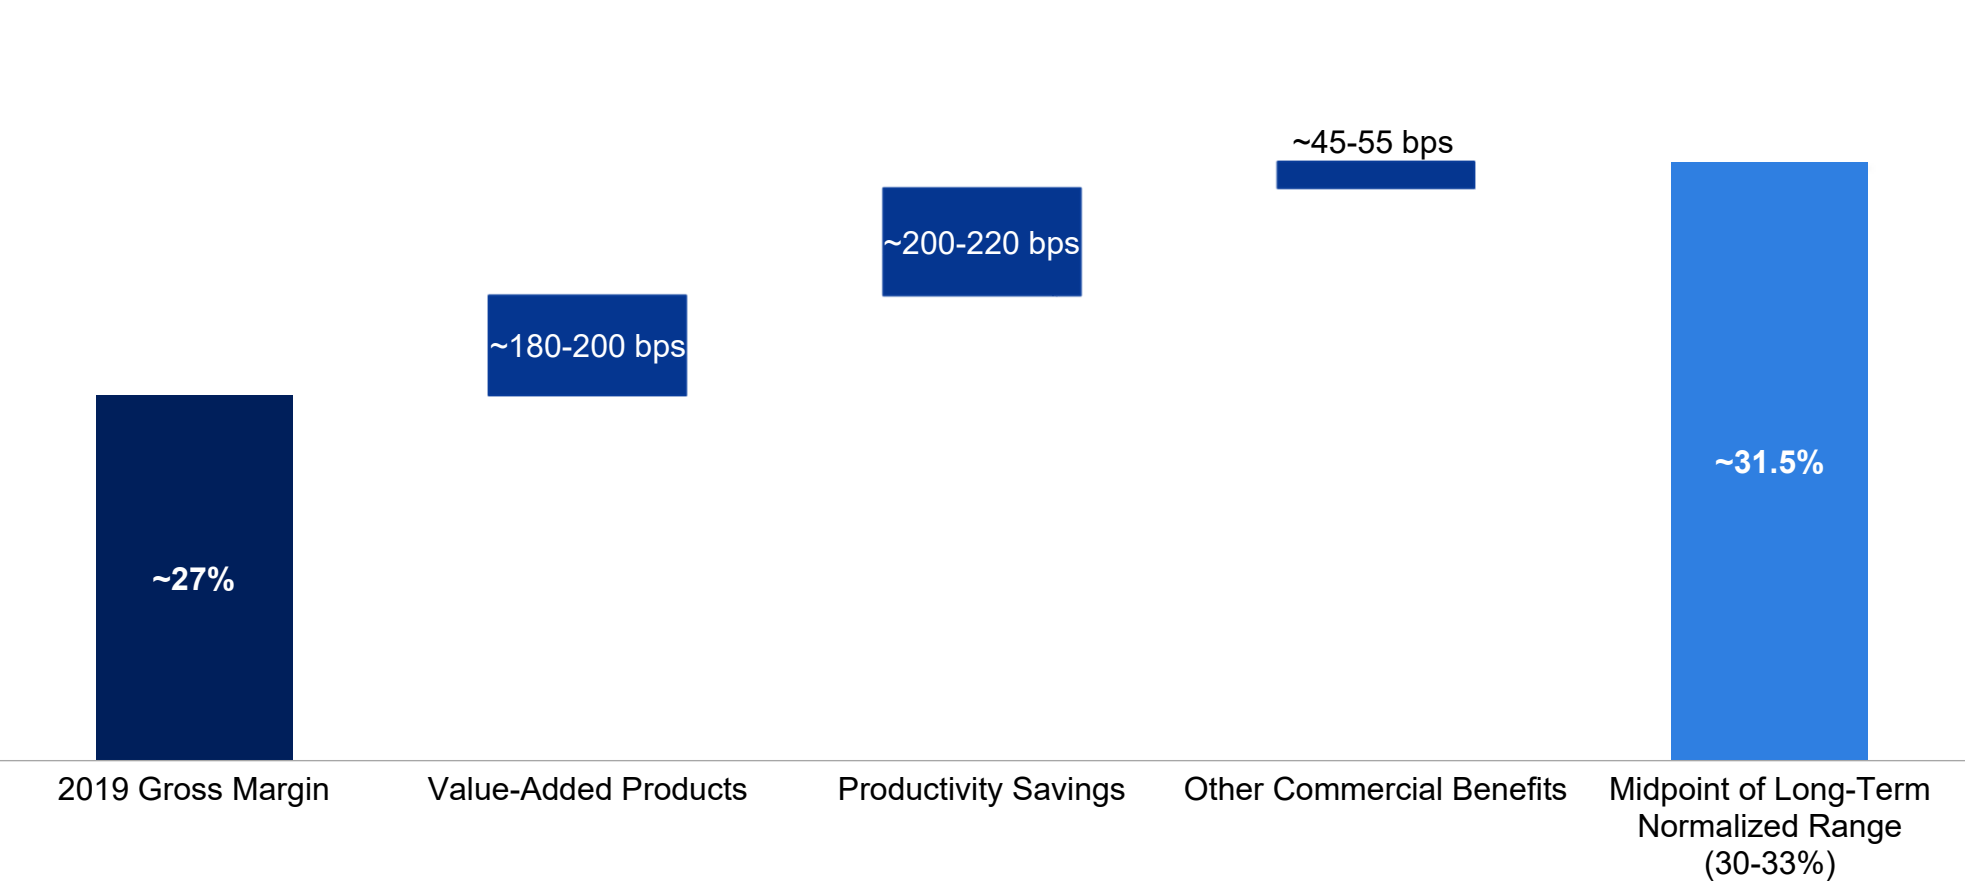 ~45-55 bps
~200-220 bps
~180-200 bps
~31.5%
~27%
2019 Gross Margin
Value-Added Products
Productivity Savings
Other Commercial Benefits
Midpoint of Long-Term
Normalized Range
(30-33%)